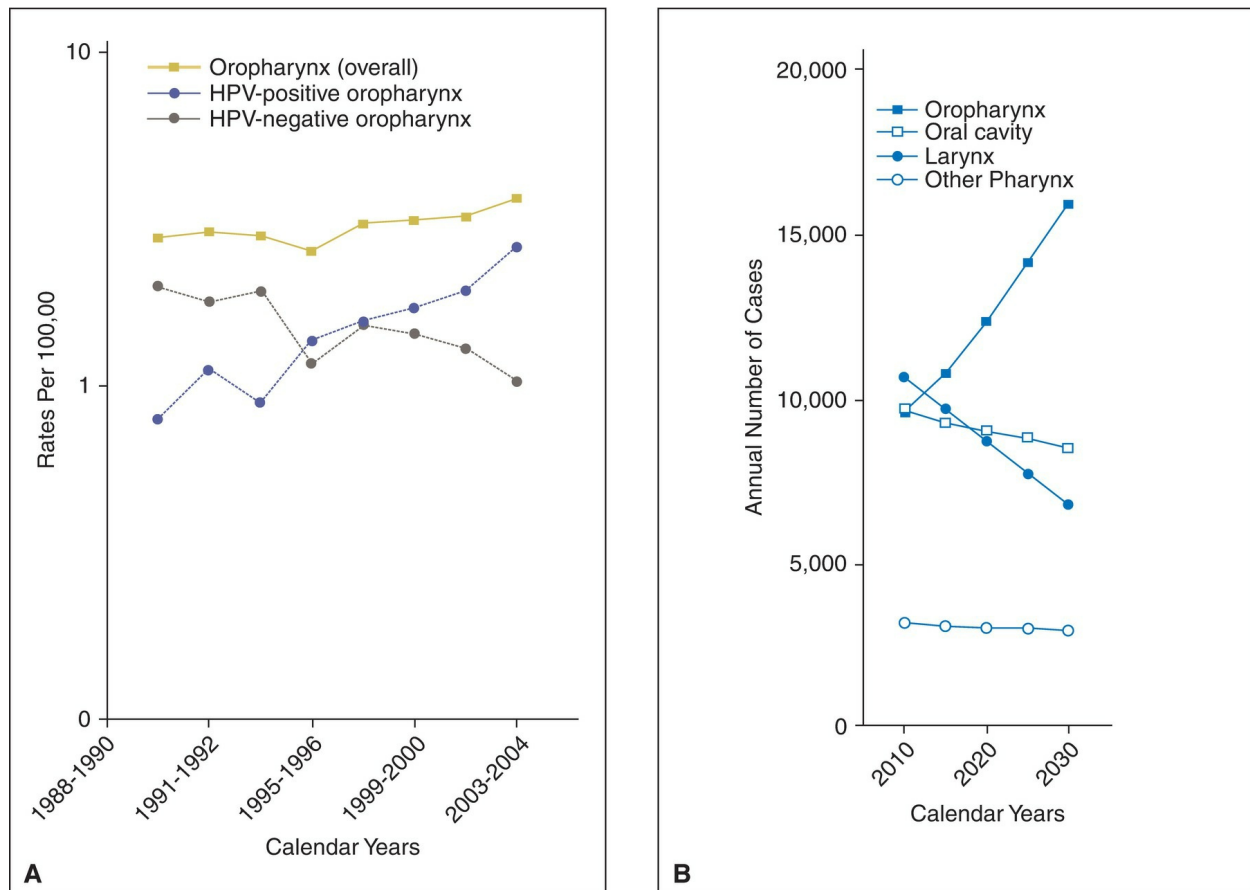 10
1
0
Rates Per 100,00
Oropharynx (overall)
HPV-positive oropharynx
HPV-negative oropharynx
1988-1990
1991-1992
1995-1996
1999-2000
2003-2004
Calendar Years
A
20,000
15,000
10,000
5,000
0
Annual Number of Cases
Oropharynx
Oral cavity
Larynx
Other Pharynx
2010
2020
2030
Calendar Years
B